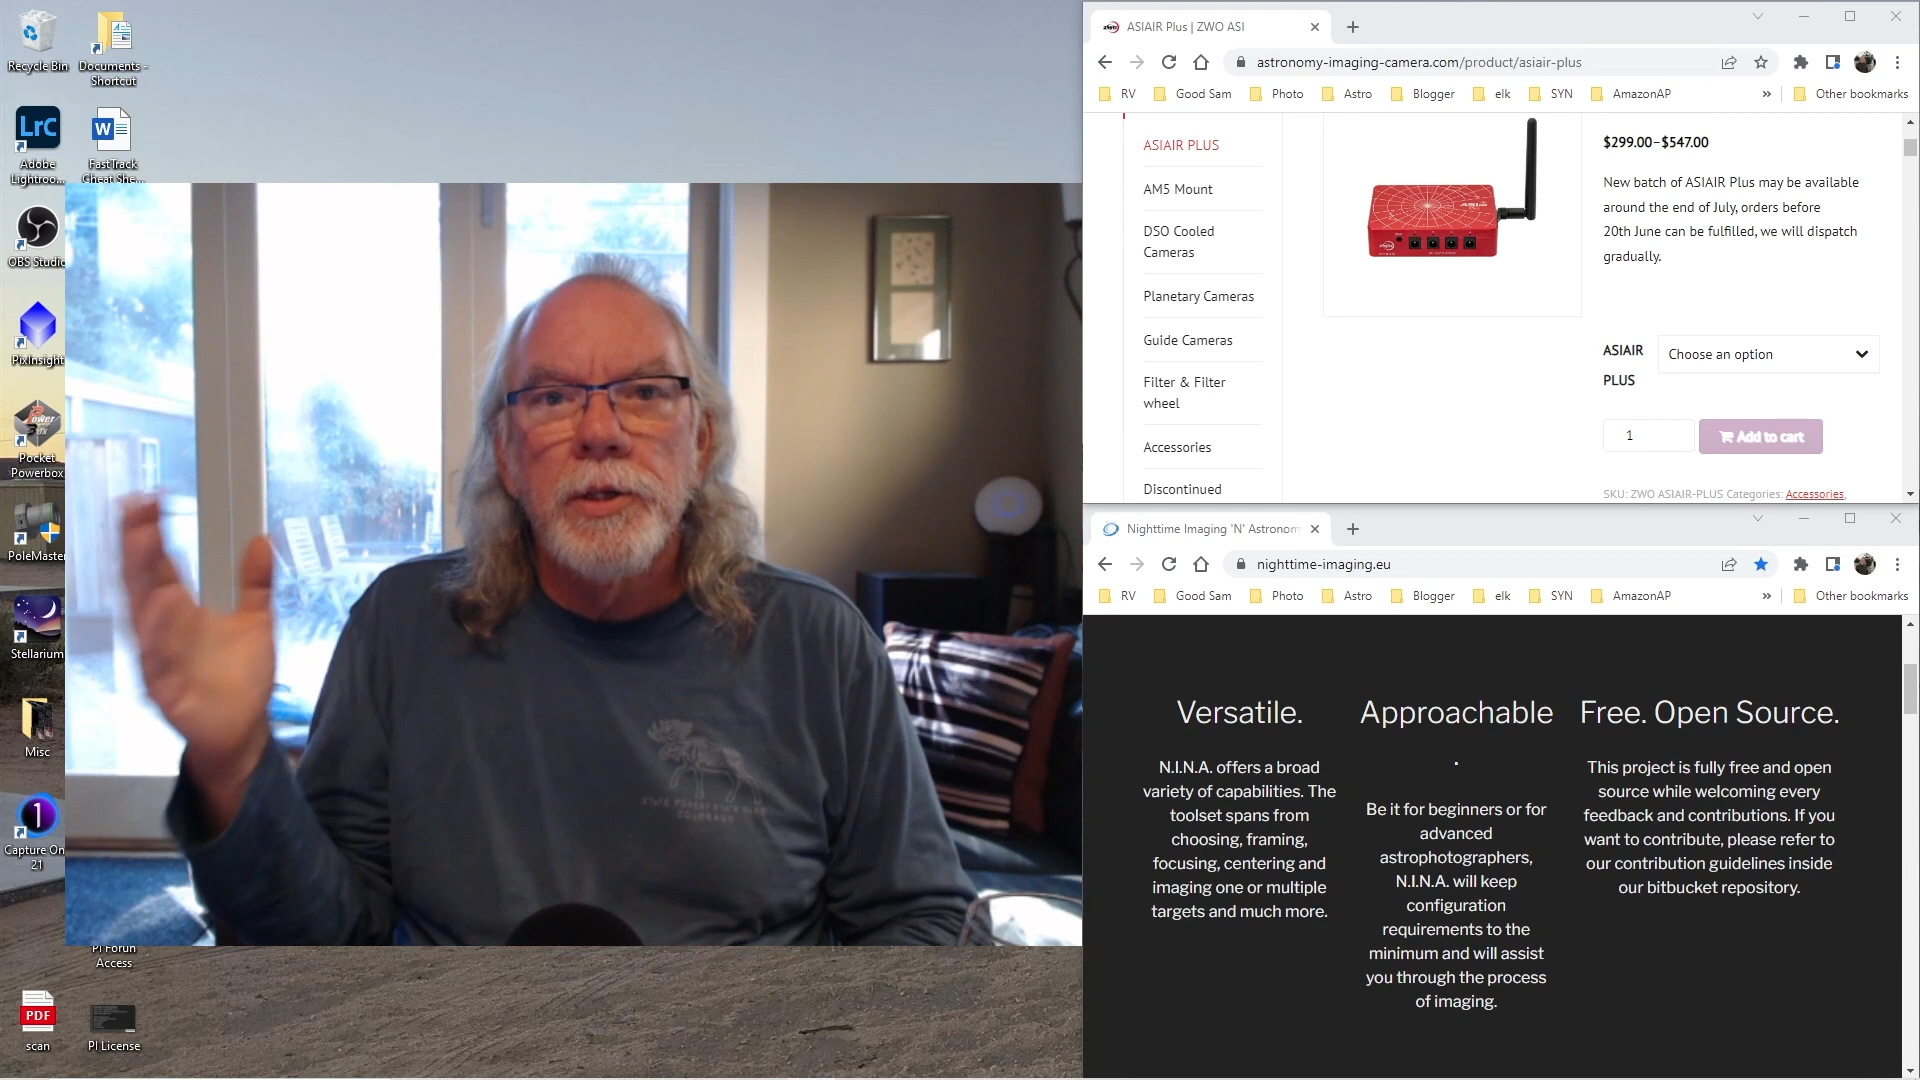 Recycle Bin
Documents -
Shortcut
Adobe
Lightroo...
FastTrack
Cheat She...
OBS Studio
PixInsight
Pocket
Powerbox
PoleMaster
Stellarium
Misc
Capture On
21
PI Forun
Access
PDF
scan
PI License
LrC
W
STATE FOREST STATE PARK
COLORADO
ASIAIR Plus | ZWO ASI
astronomy-imaging-camera.com/product/asiair-plus
RV
Good Sam
Photo
Astro
Blogger
elk
SYN
AmazonAP
»
Other bookmarks
ASIAIR PLUS
AM5 Mount
DSO Cooled
Cameras
Planetary Cameras
Guide Cameras
Filter & Filter
wheel
Accessories
Discontinued
$299.00–$547.00
New batch of ASIAIR Plus may be available
around the end of July, orders before
20th June can be fulfilled, we will dispatch
gradually.
ASIAIR
PLUS
Choose an option
1
Add to cart
SKU: ZWO ASIAIR-PLUS Categories: Accessories,
Nighttime Imaging 'N' Astronom
nighttime-imaging.eu
RV
Good Sam
Photo
Astro
Blogger
elk
SYN
AmazonAP
»
Other bookmarks
Versatile.
N.I.N.A. offers a broad
variety of capabilities. The
toolset spans from
choosing, framing,
focusing, centering and
imaging one or multiple
targets and much more.
Approachable
.
Be it for beginners or for
advanced
astrophotographers,
N.I.N.A. will keep
configuration
requirements to the
minimum and will assist
you through the process
of imaging.
Free. Open Source.
This project is fully free and open
source while welcoming every
feedback and contributions. If you
want to contribute, please refer to
our contribution guidelines inside
our bitbucket repository.